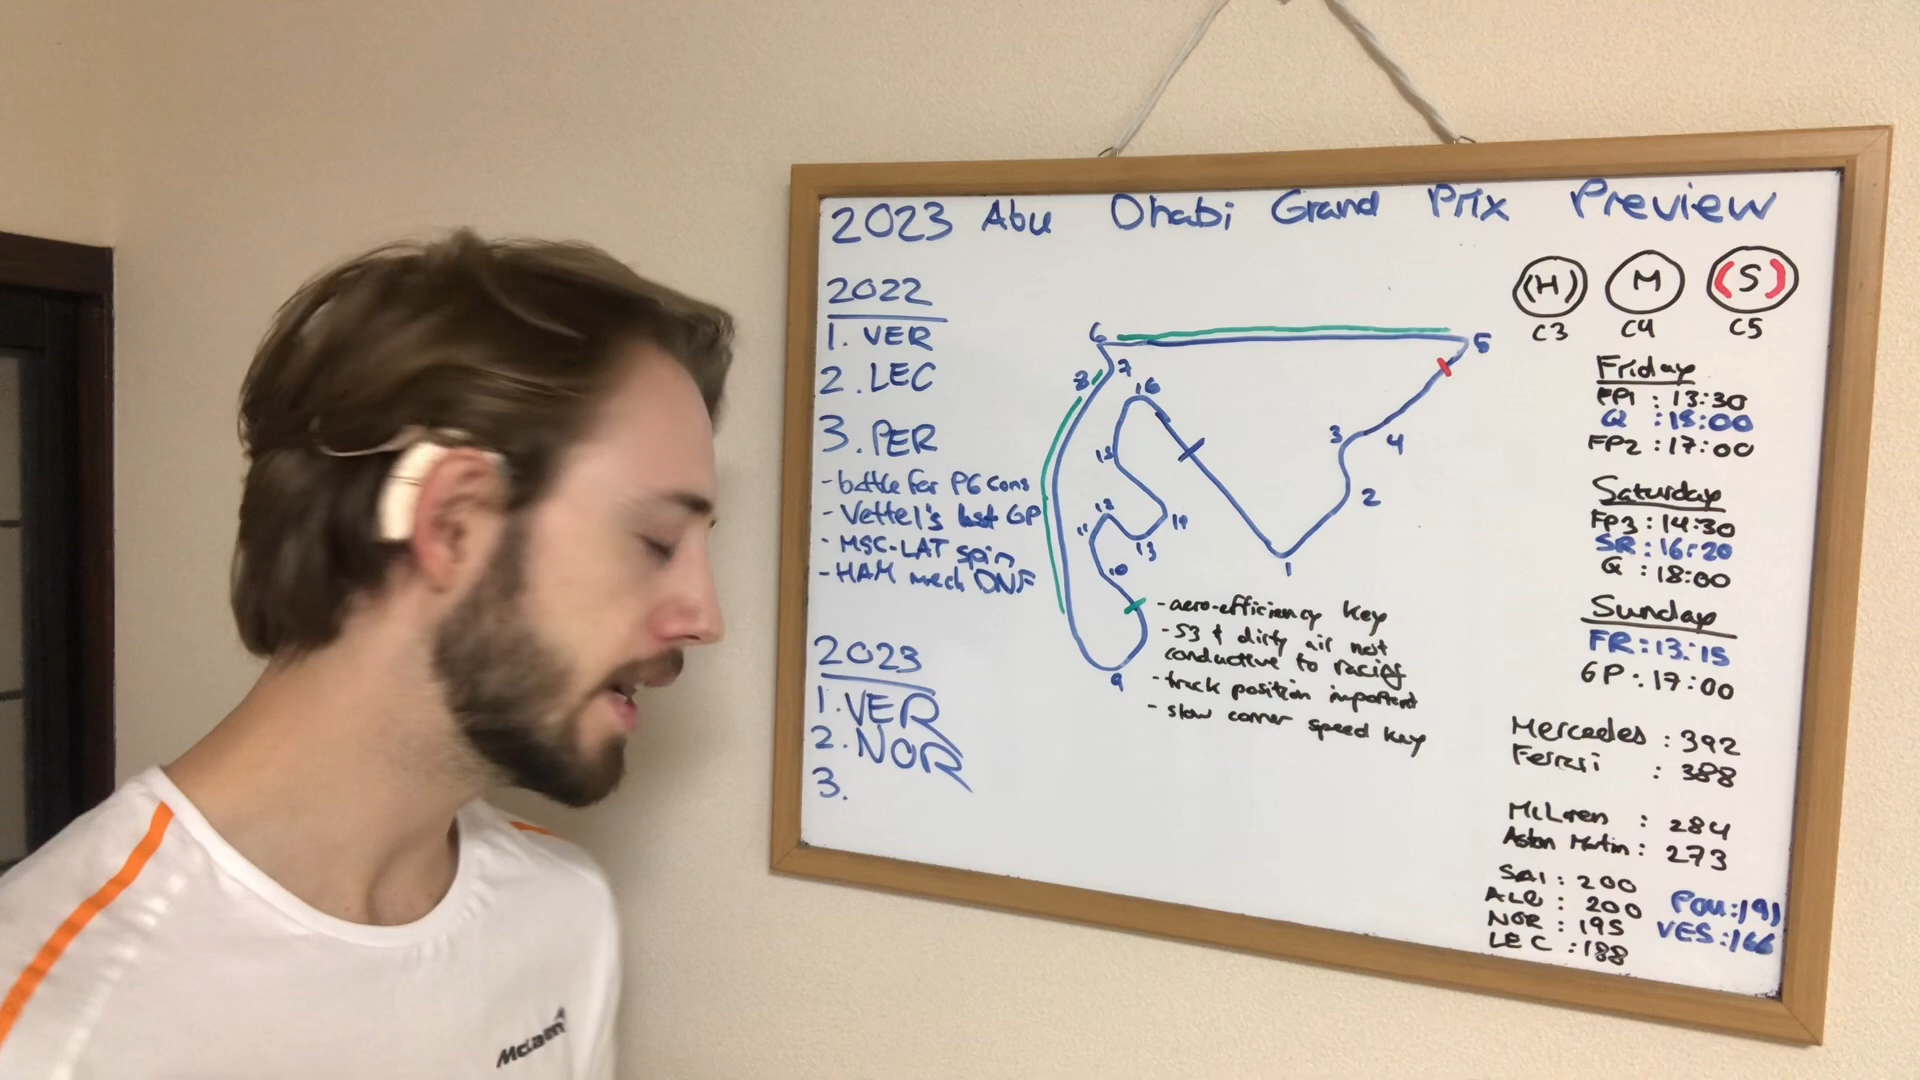 2023 Abu Dhabi Grand Prix Preview
2022
1. VER
2. LEC
3. PER
- battle for P6 cons
- Vettel's last GP
- MSC-LAT spin
- HAM mech DNF
2023
1. VER
2. NOR
3.
6
5
7
8
16
3
4
15
2
12
14
11
13
1
10
9
- aero-efficiency key
- S3 & dirty air not
conductive to racing
- track position important
- slow corner speed key
(H) M (S)
C3 C4 C5
Friday
FP1 : 13:30
Q : 15:00
FP2 : 17:00
Saturday
FP3 : 14:30
SR : 16:20
Q : 18:00
Sunday
FR : 13:15
GP : 17:00
Mercedes : 392
Ferrari : 388
McLaren : 284
Aston Martin : 273
SAI : 200
ALO : 200
NOR : 195
LEC : 188
POU : 191
VES : 166
McLaren